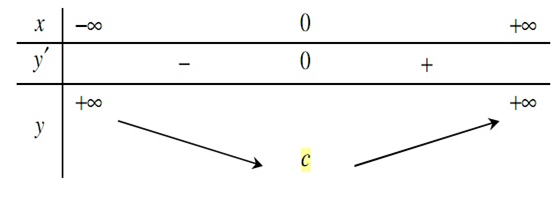 x −∞ 0 +∞
y′ − 0 +
+∞ +∞
y
c